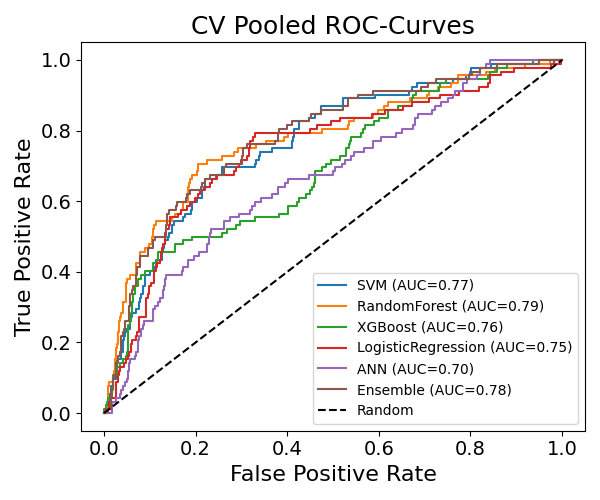 CV Pooled ROC-Curves
True Positive Rate
1.0
0.8
0.6
0.4
0.2
0.0
SVM (AUC=0.77)
RandomForest (AUC=0.79)
XGBoost (AUC=0.76)
LogisticRegression (AUC=0.75)
ANN (AUC=0.70)
Ensemble (AUC=0.78)
Random
0.0 0.2 0.4 0.6 0.8 1.0
False Positive Rate